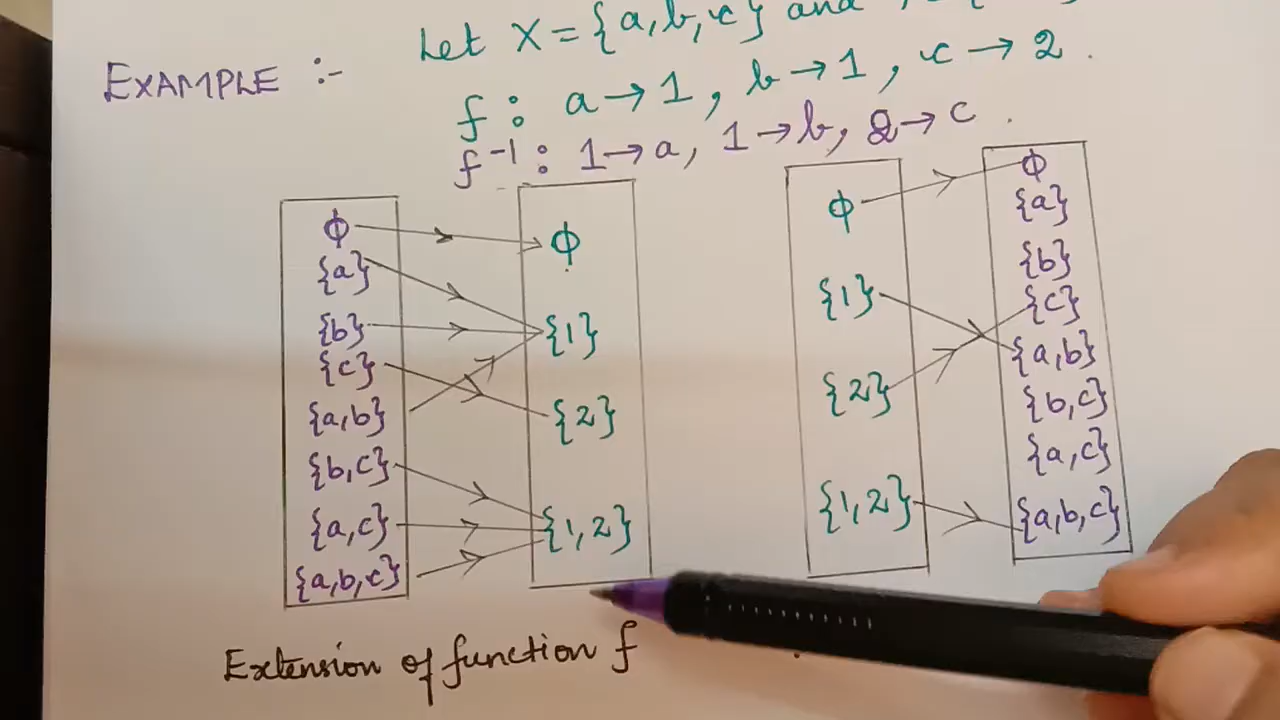 Let X = {a,b,c} and
EXAMPLE :-
f : a → 1, b → 1, c → 2.
f⁻¹ : 1 → a, 1 → b, 2 → c.
ϕ
{a}
{b}
{c}
{a,b}
{b,c}
{a,c}
{a,b,c}
ϕ
{1}
{2}
{1,2}
ϕ
{1}
{2}
{1,2}
ϕ
{a}
{b}
{c}
{a,b}
{b,c}
{a,c}
{a,b,c}
Extension of function f